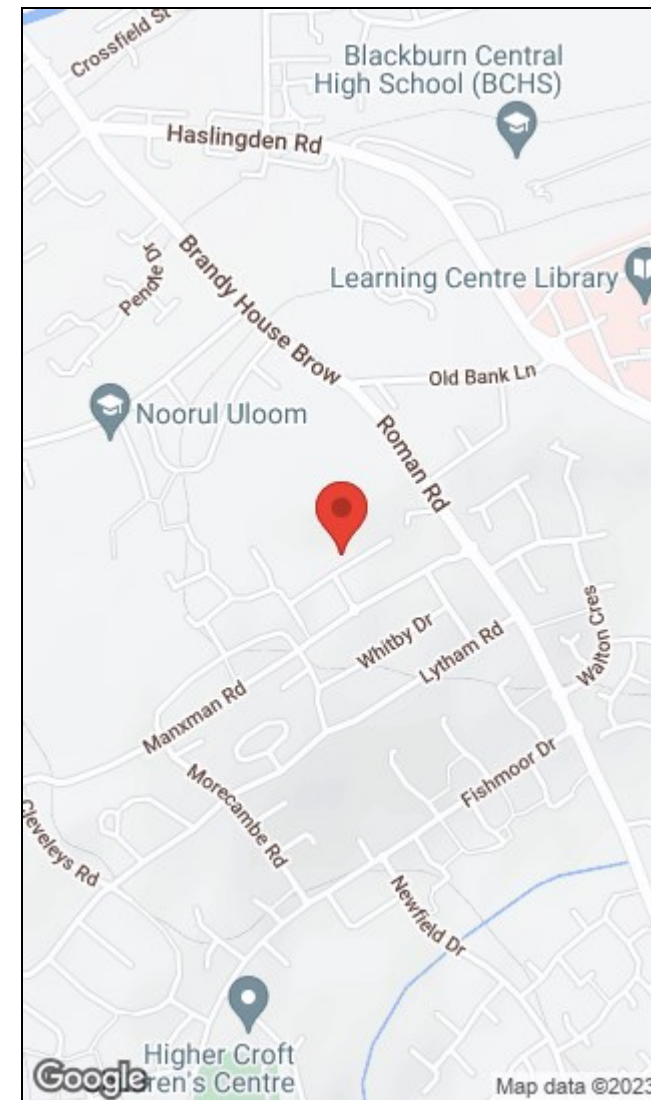 Crossfield St
Blackburn Central
High School (BCHS)
Haslingden Rd
Pendle Dr
Brandy House Brow
Learning Centre Library
Old Bank Ln
Noorul Uloom
Roman Rd
Whitby Dr
Lytham Rd
Walton Cres
Manxman Rd
Fishmoor Dr
Morecambe Rd
Cleveleys Rd
Newfield Dr
Higher Croft
ren's Centre
Google
Map data ©2023